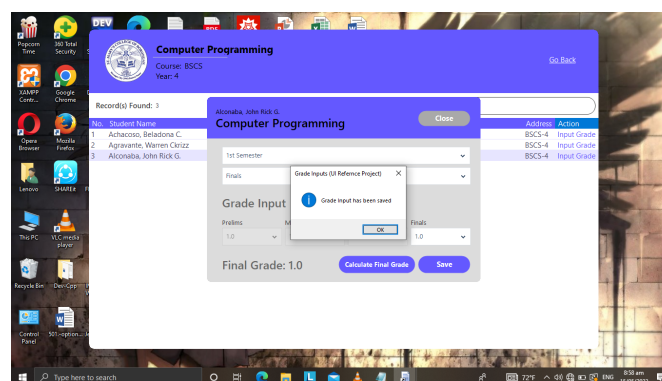 Popcorn Time
360 Total Security
XAMPP Contr...
Google Chrome
Opera Browser
Mozilla Firefox
Lenovo
SHAREit
This PC
VLC media player
Recycle Bin
Dev-Cpp
Control Panel
501-option...
DEV
PDF
Computer Programming
Course: BSCS
Year: 4
Go Back
Record(s) Found: 3
No. Student Name Address Action
1 Achacoso, Beladona C. BSCS-4 Input Grade
2 Agravante, Warren Ckrizz BSCS-4 Input Grade
3 Alconaba, John Rick G. BSCS-4 Input Grade
Alconaba, John Rick G.
Computer Programming
Close
1st Semester
Finals
Grade Inputs (UI Refernce Project)
Grade Input has been saved
OK
Grade Input
Prelims
Finals
1.0
1.0
Final Grade: 1.0
Calculate Final Grade
Save
Type here to search
72°F
ENG
8:58 am